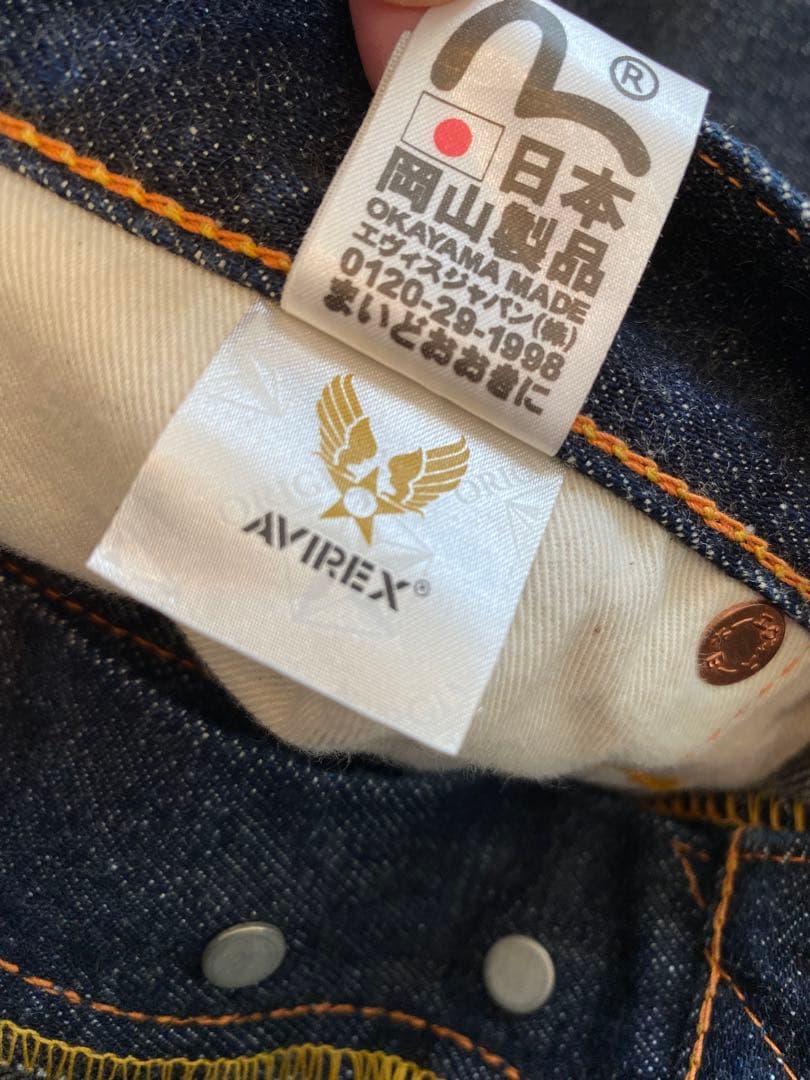 ®
日本
岡山製品
OKAYAMA MADE
エヴィスジャパン(株)
0120-29-1998
まいどおおきに
AVIREX®